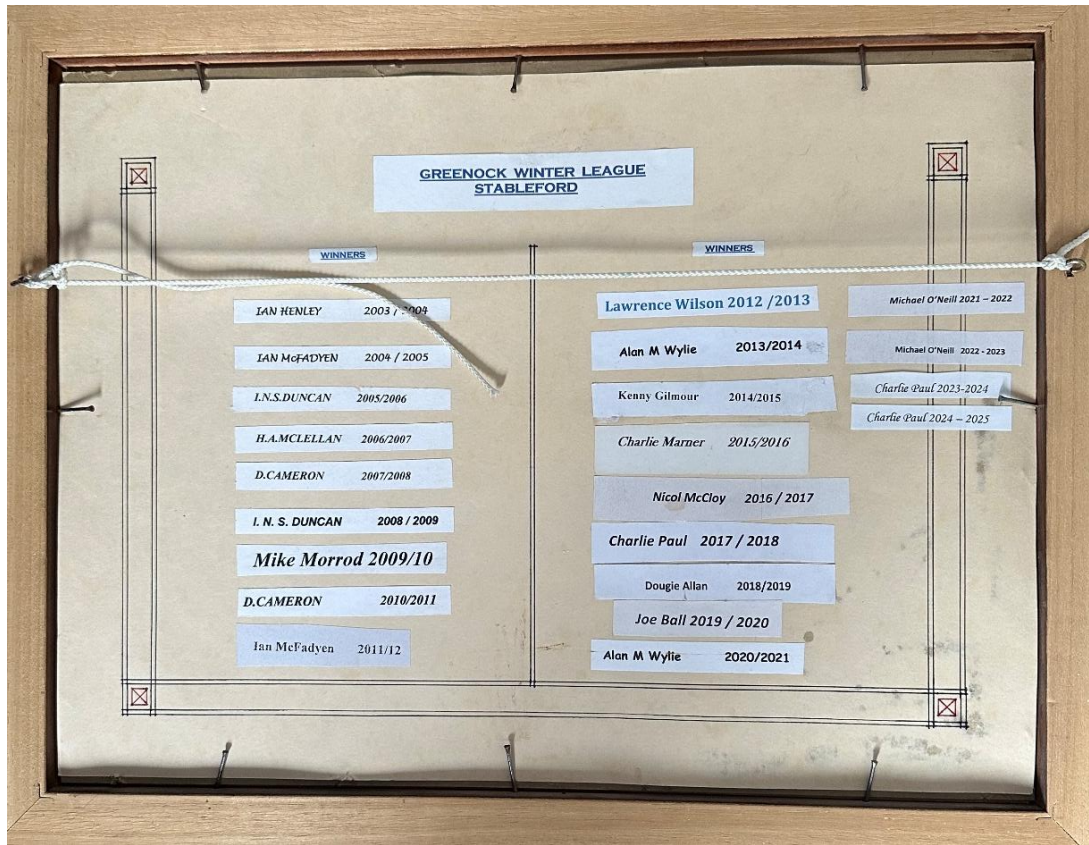 GREENOCK WINTER LEAGUE
STABLEFORD
WINNERS
IAN HENLEY 2003 / 2004
IAN McFADYEN 2004 / 2005
I.N.S.DUNCAN 2005/2006
H.A.MCLELLAN 2006/2007
D.CAMERON 2007/2008
I. N. S. DUNCAN 2008 / 2009
Mike Morrod 2009/10
D.CAMERON 2010/2011
Ian McFadyen 2011/12
WINNERS
Lawrence Wilson 2012 /2013
Alan M Wylie 2013/2014
Kenny Gilmour 2014/2015
Charlie Marner 2015/2016
Nicol McCloy 2016 / 2017
Charlie Paul 2017 / 2018
Dougie Allan 2018/2019
Joe Ball 2019 / 2020
Alan M Wylie 2020/2021
Michael O'Neill 2021 – 2022
Michael O'Neill 2022 - 2023
Charlie Paul 2023-2024
Charlie Paul 2024 – 2025